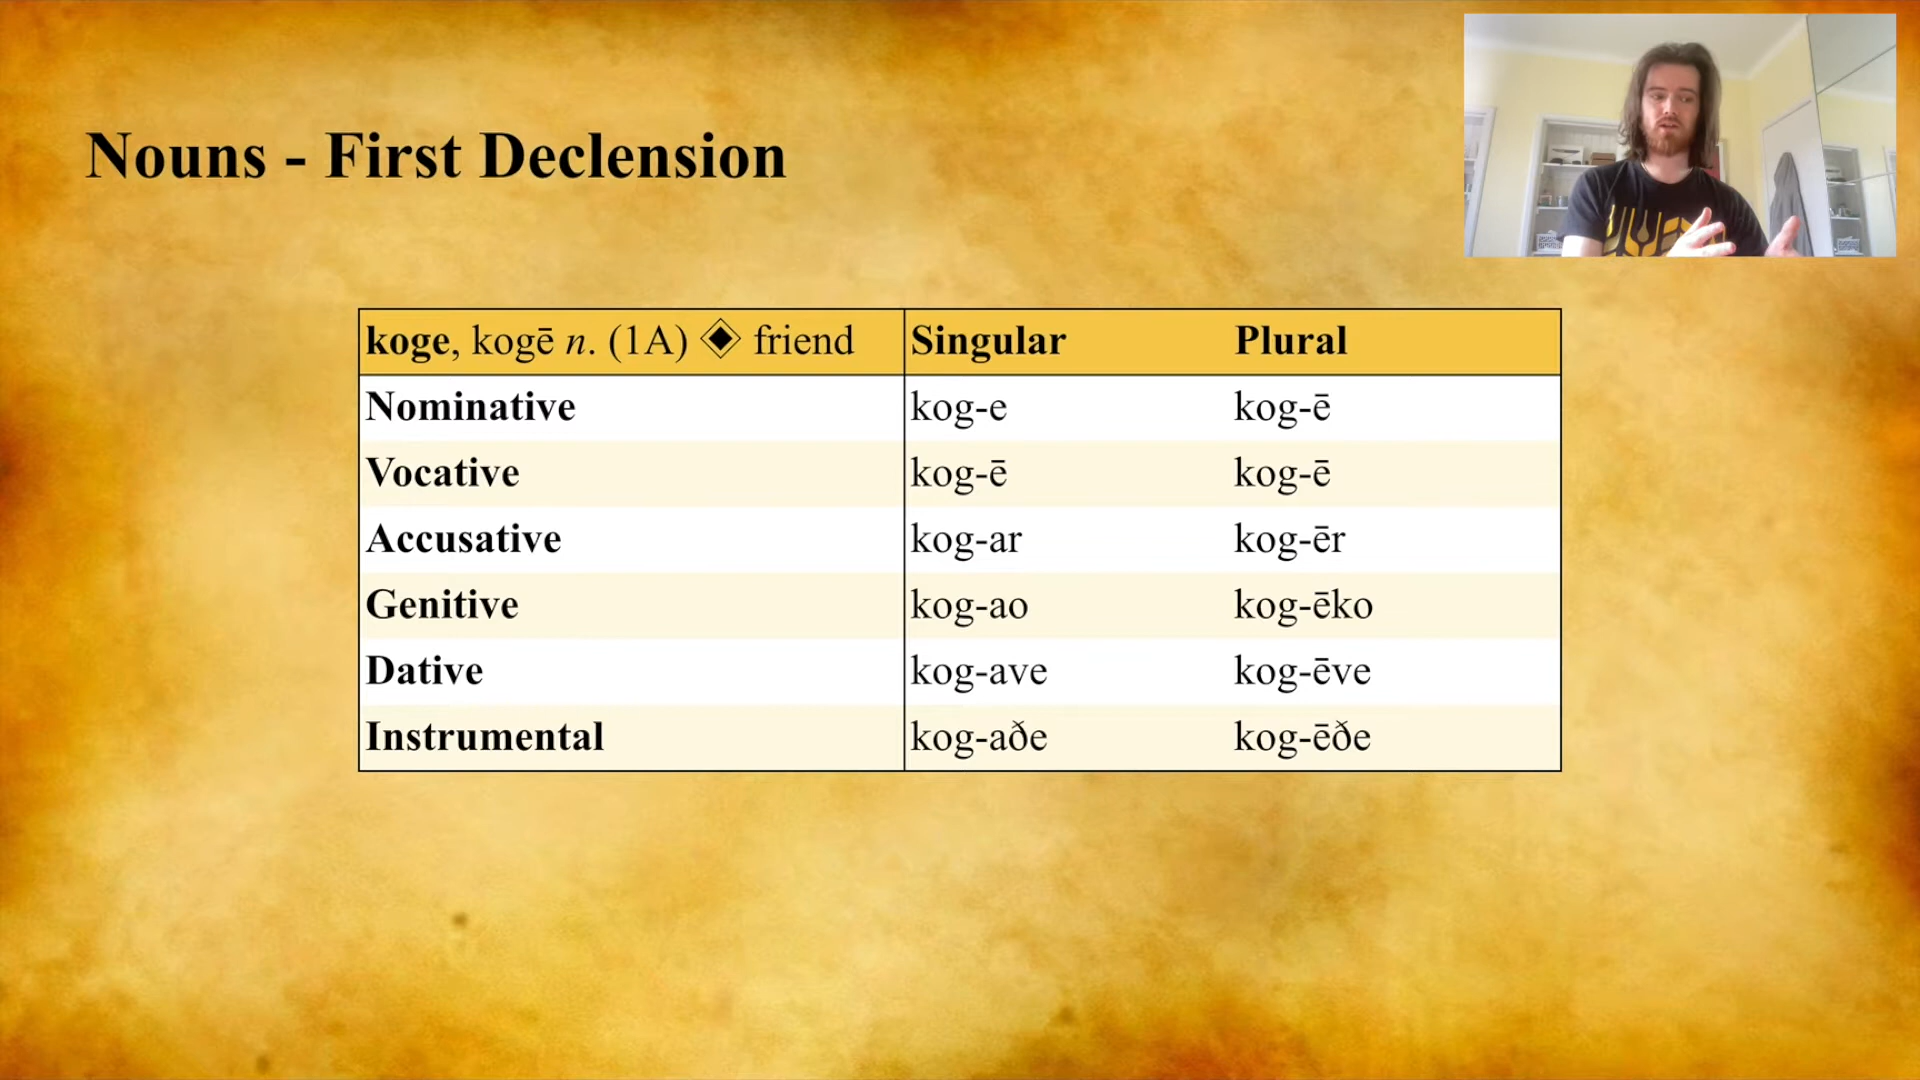 Nouns - First Declension
koge, kogē n. (1A) ◈ friend Singular Plural
Nominative kog-e kog-ē
Vocative kog-ē kog-ē
Accusative kog-ar kog-ēr
Genitive kog-ao kog-ēko
Dative kog-ave kog-ēve
Instrumental kog-aðe kog-ēðe